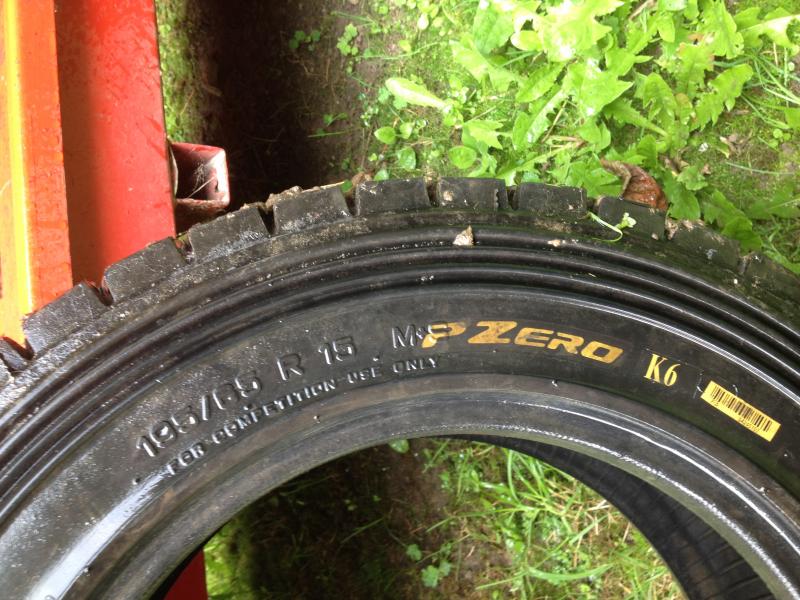 195/65 R 15 M+S
P ZERO
K6
FOR COMPETITION USE ONLY